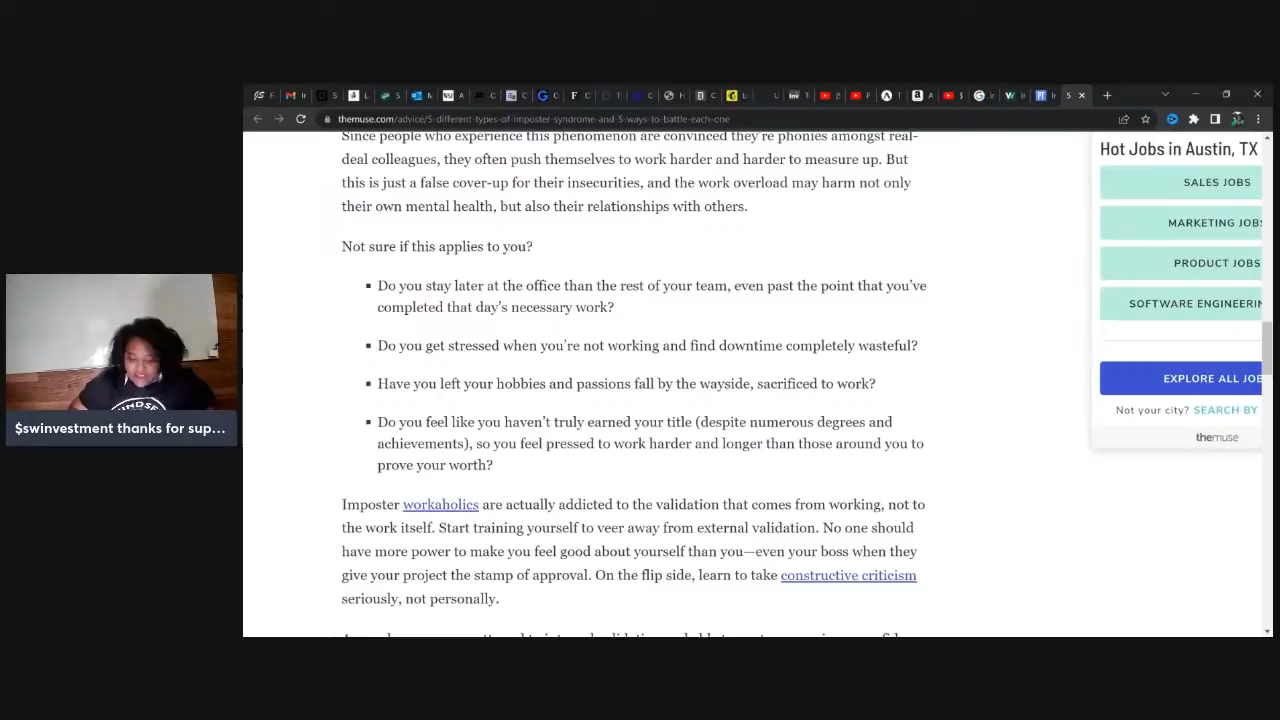 themuse.com/advice/5-different-types-of-imposter-syndrome-and-5-ways-to-battle-each-one
Since people who experience this phenomenon are convinced they're phonies amongst real-
deal colleagues, they often push themselves to work harder and harder to measure up. But
this is just a false cover-up for their insecurities, and the work overload may harm not only
their own mental health, but also their relationships with others.
Not sure if this applies to you?
Do you stay later at the office than the rest of your team, even past the point that you've
completed that day's necessary work?
Do you get stressed when you're not working and find downtime completely wasteful?
Have you left your hobbies and passions fall by the wayside, sacrificed to work?
Do you feel like you haven't truly earned your title (despite numerous degrees and
achievements), so you feel pressed to work harder and longer than those around you to
prove your worth?
Imposter workaholics are actually addicted to the validation that comes from working, not to
the work itself. Start training yourself to veer away from external validation. No one should
have more power to make you feel good about yourself than you—even your boss when they
give your project the stamp of approval. On the flip side, learn to take constructive criticism
seriously, not personally.
Hot Jobs in Austin, TX
SALES JOBS
MARKETING JOBS
PRODUCT JOBS
SOFTWARE ENGINEERIN
EXPLORE ALL JOB
Not your city? SEARCH BY
themuse
$swinvestment thanks for sup...